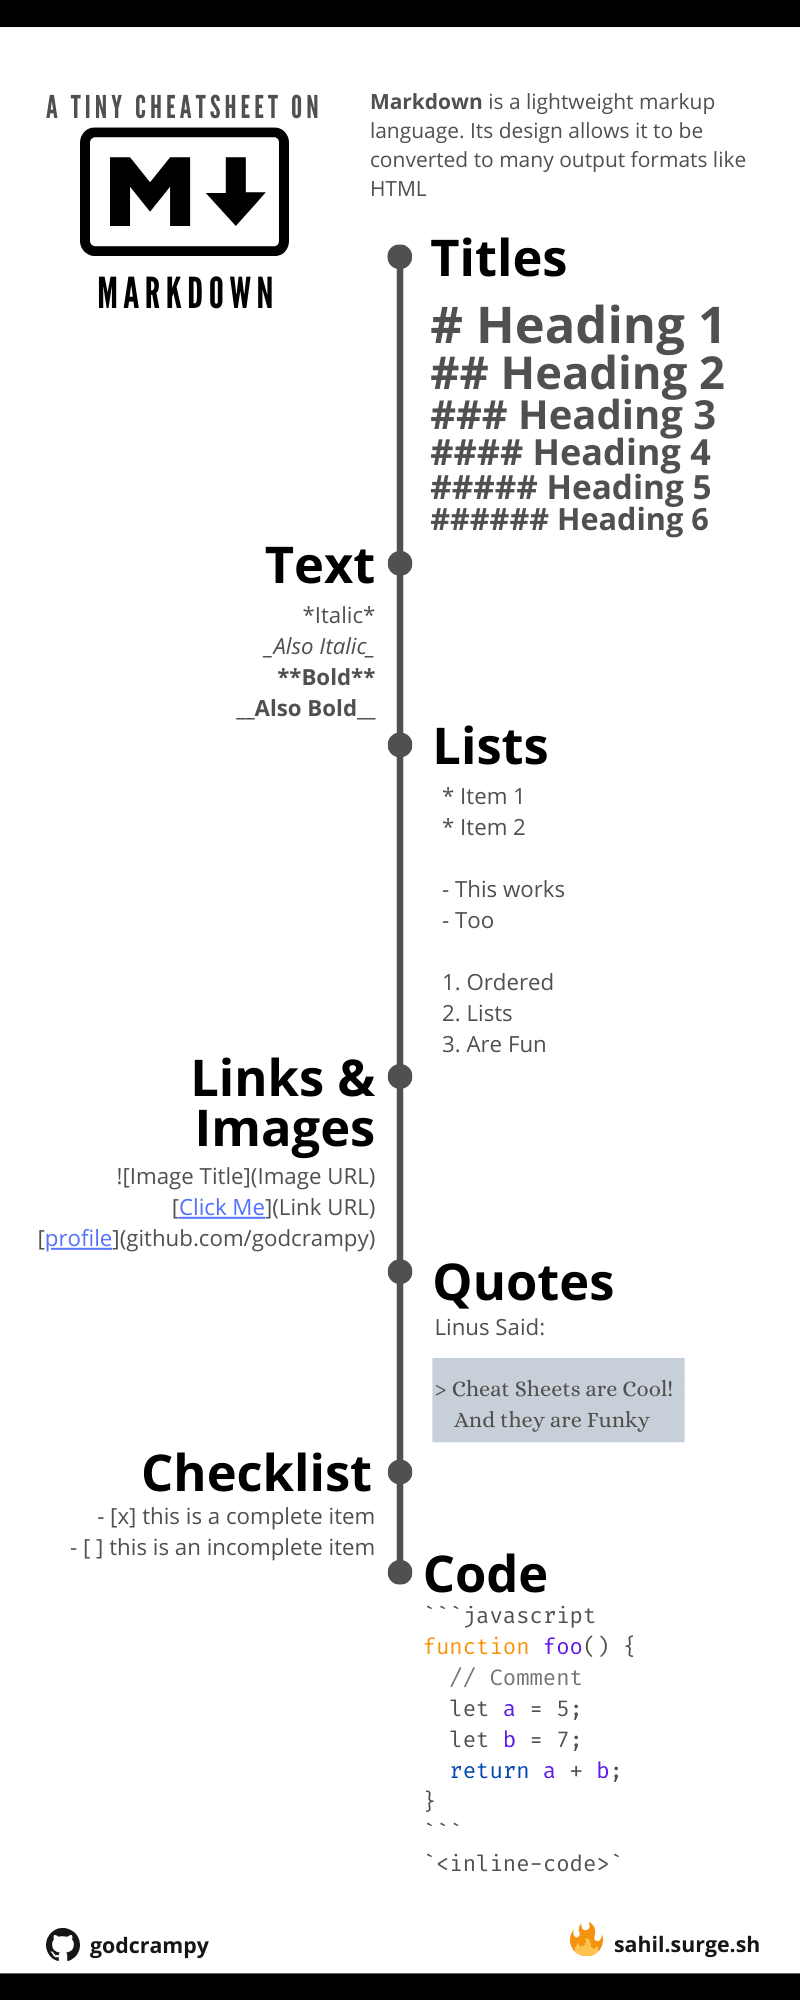 A TINY CHEATSHEET ON
M
MARKDOWN
Markdown is a lightweight markup
language. Its design allows it to be
converted to many output formats like
HTML
Titles
# Heading 1
## Heading 2
### Heading 3
#### Heading 4
##### Heading 5
###### Heading 6
Text
*Italic*
_Also Italic_
**Bold**
__Also Bold__
Lists
* Item 1
* Item 2
- This works
- Too
1. Ordered
2. Lists
3. Are Fun
Links &
Images
![Image Title](Image URL)
[Click Me](Link URL)
[profile](github.com/godcrampy)
Quotes
Linus Said:
> Cheat Sheets are Cool!
And they are Funky
Checklist
- [x] this is a complete item
- [ ] this is an incomplete item
Code
```javascript
function foo() {
  // Comment
  let a = 5;
  let b = 7;
  return a + b;
}
```
`<inline-code>`
godcrampy
sahil.surge.sh